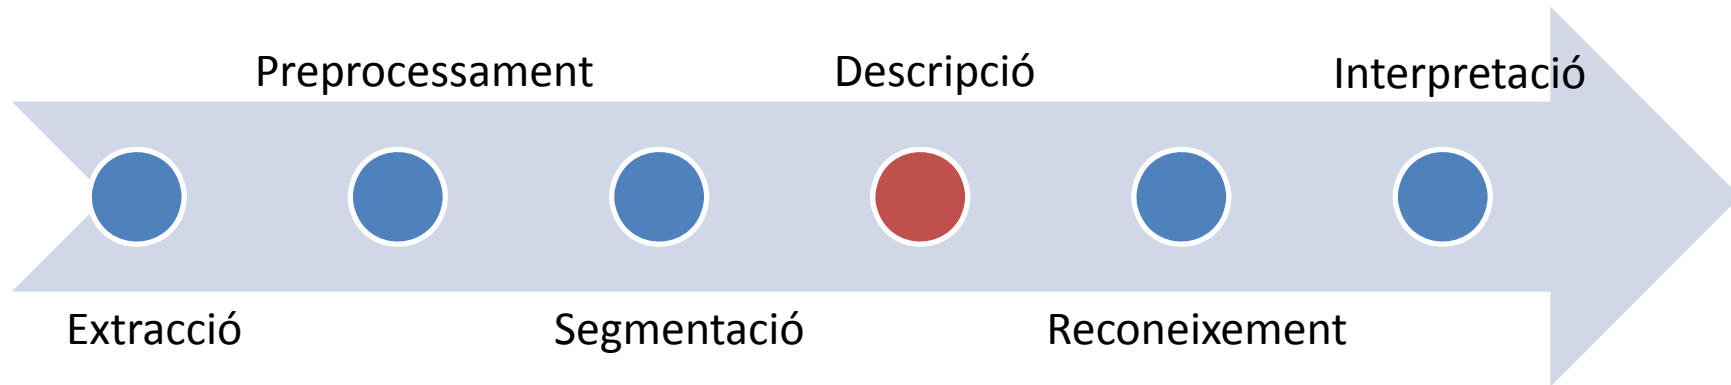 Preprocessament Descripció Interpretació
Extracció Segmentació Reconeixement